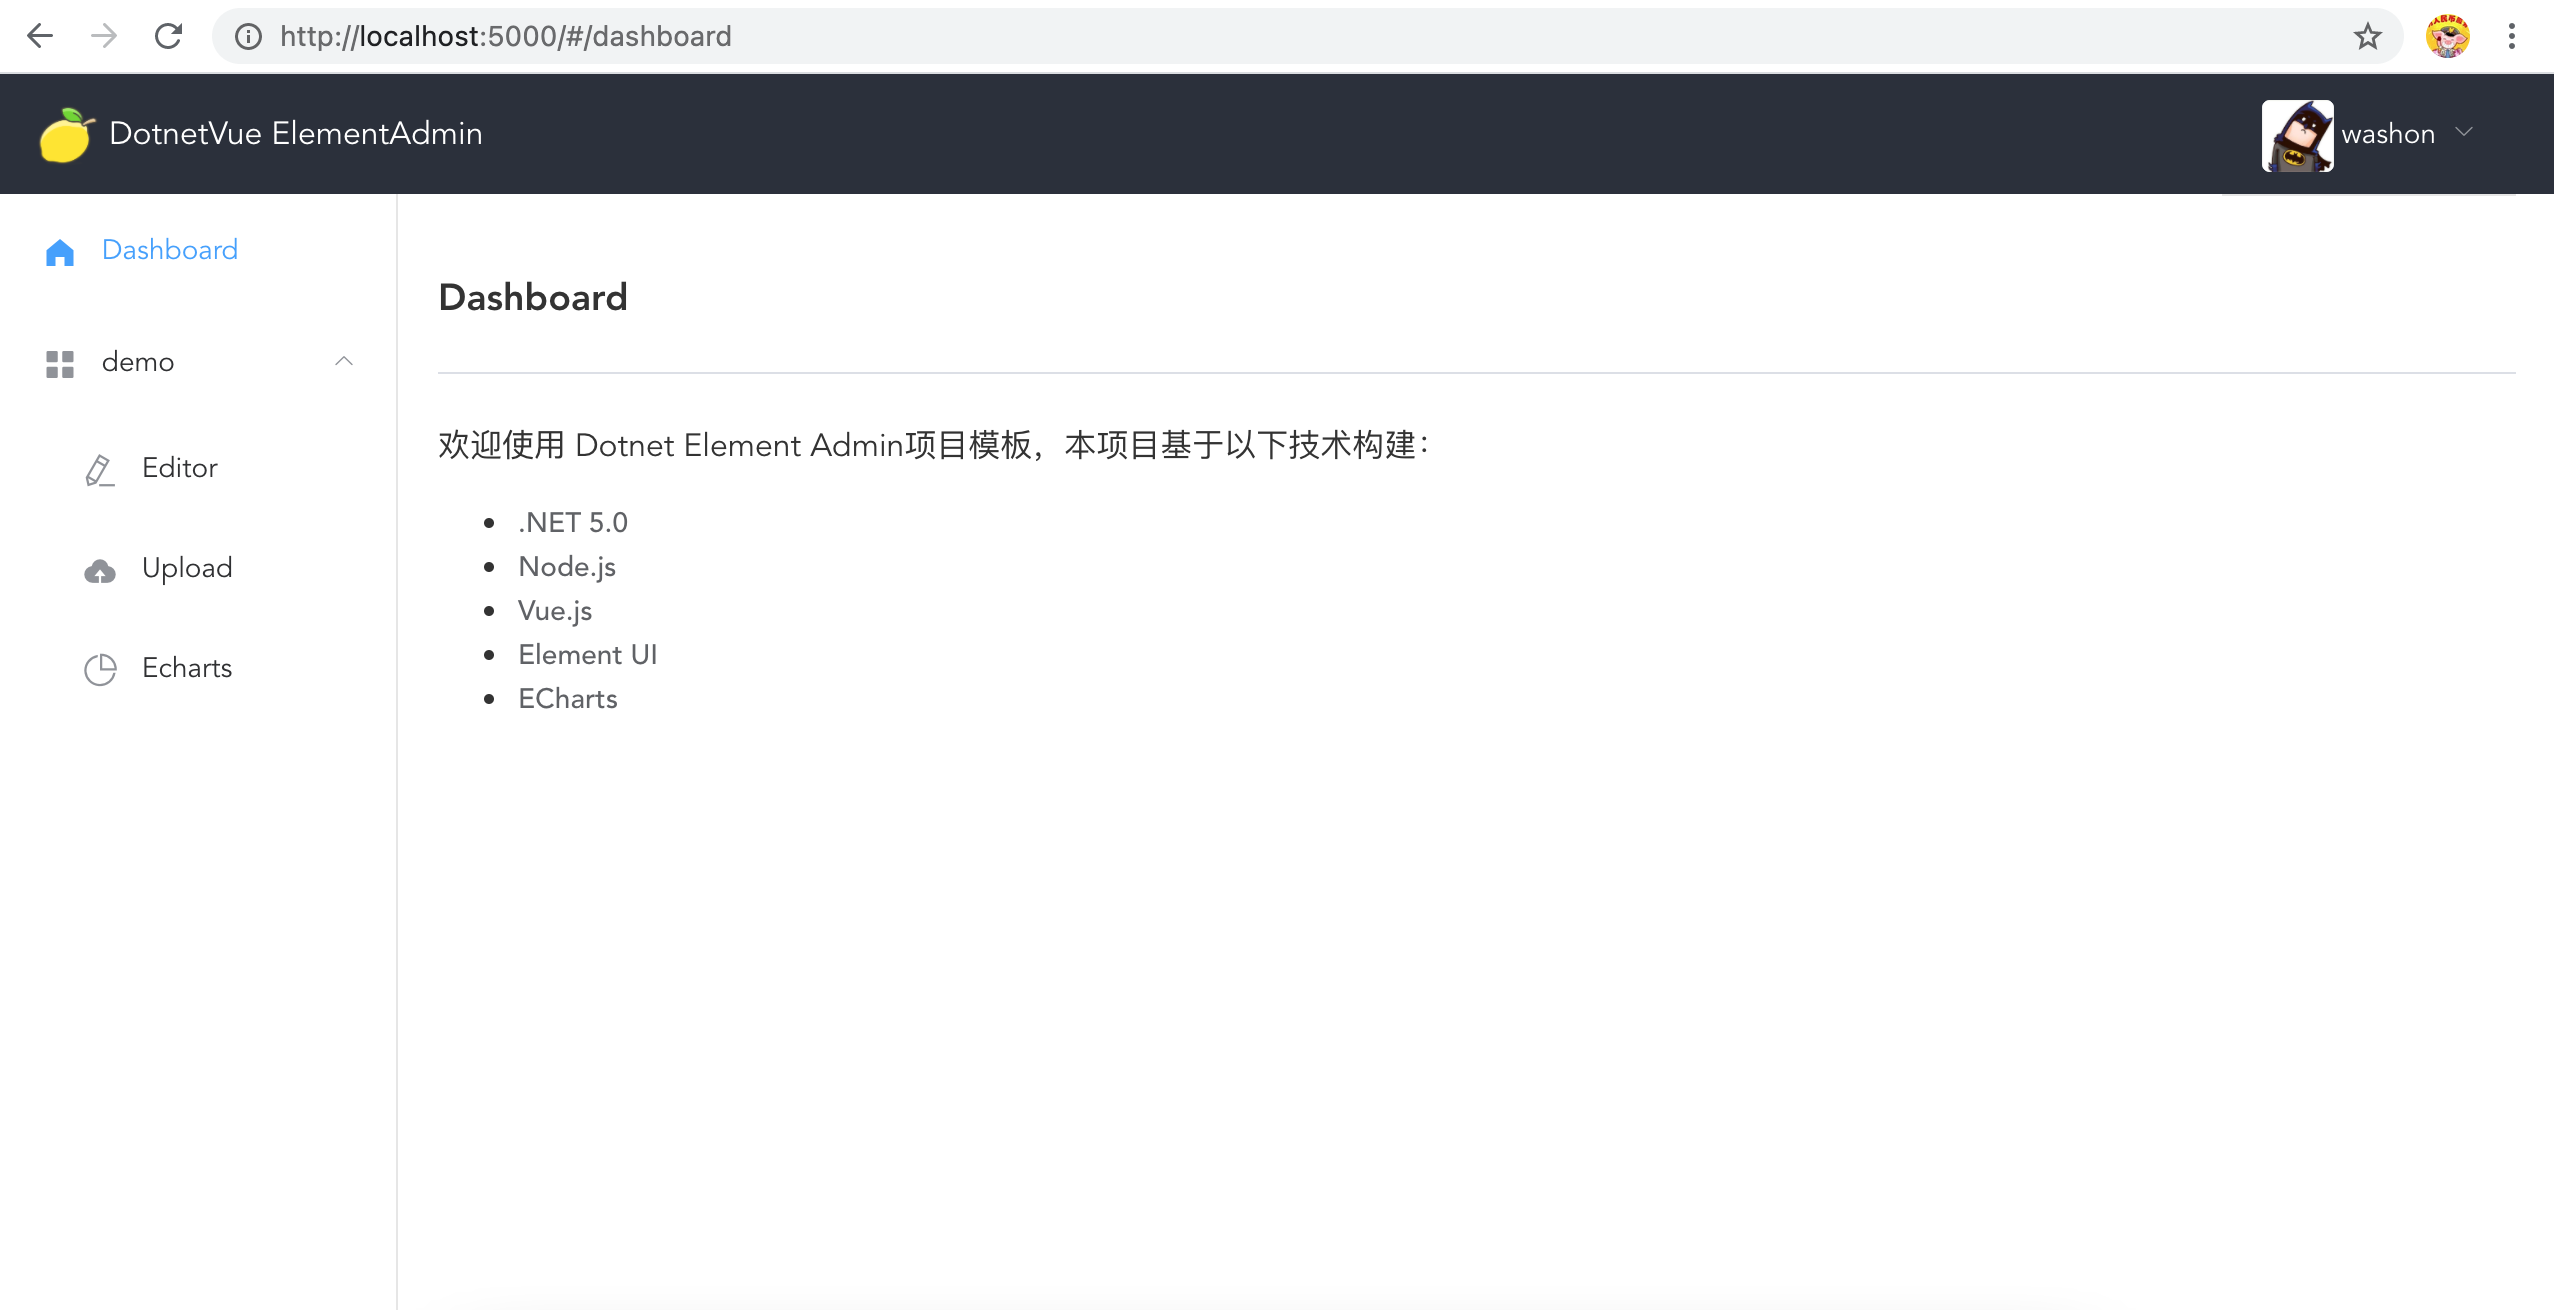 http://localhost:5000/#/dashboard
DotnetVue ElementAdmin
washon
Dashboard
demo
Editor
Upload
Echarts
Dashboard
欢迎使用 Dotnet Element Admin项目模板，本项目基于以下技术构建：
.NET 5.0
Node.js
Vue.js
Element UI
ECharts